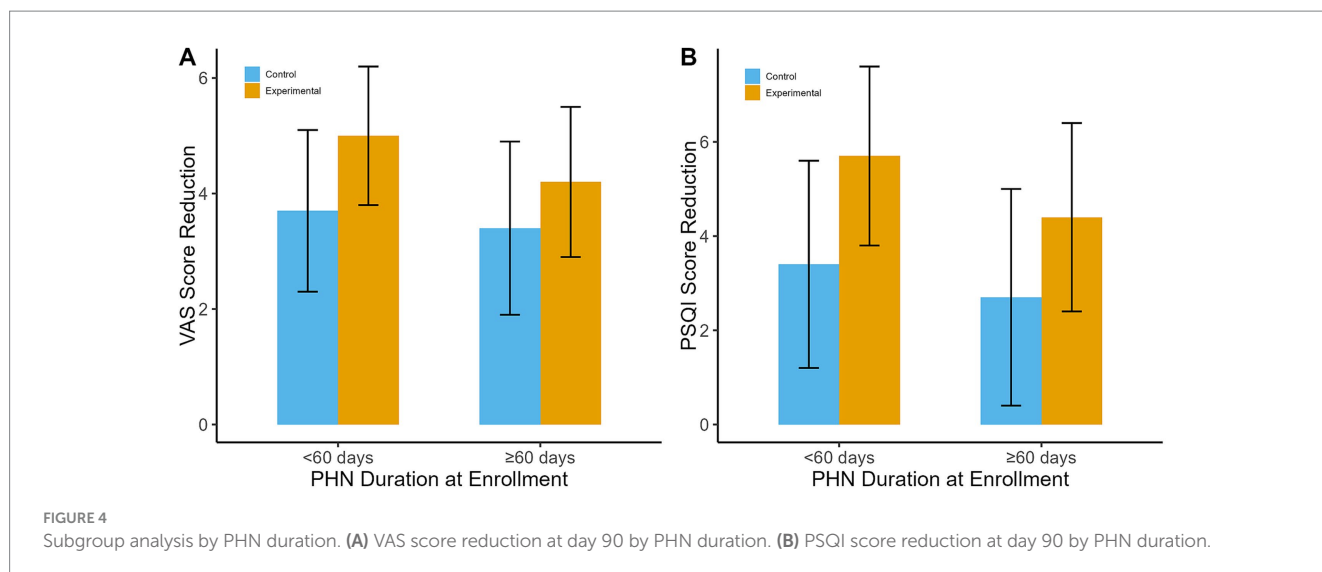 A
Control
Experimental
VAS Score Reduction
6
4
2
0
<60 days
≥60 days
PHN Duration at Enrollment
B
Control
Experimental
PSQI Score Reduction
6
4
2
0
<60 days
≥60 days
PHN Duration at Enrollment
FIGURE 4
Subgroup analysis by PHN duration. (A) VAS score reduction at day 90 by PHN duration. (B) PSQI score reduction at day 90 by PHN duration.